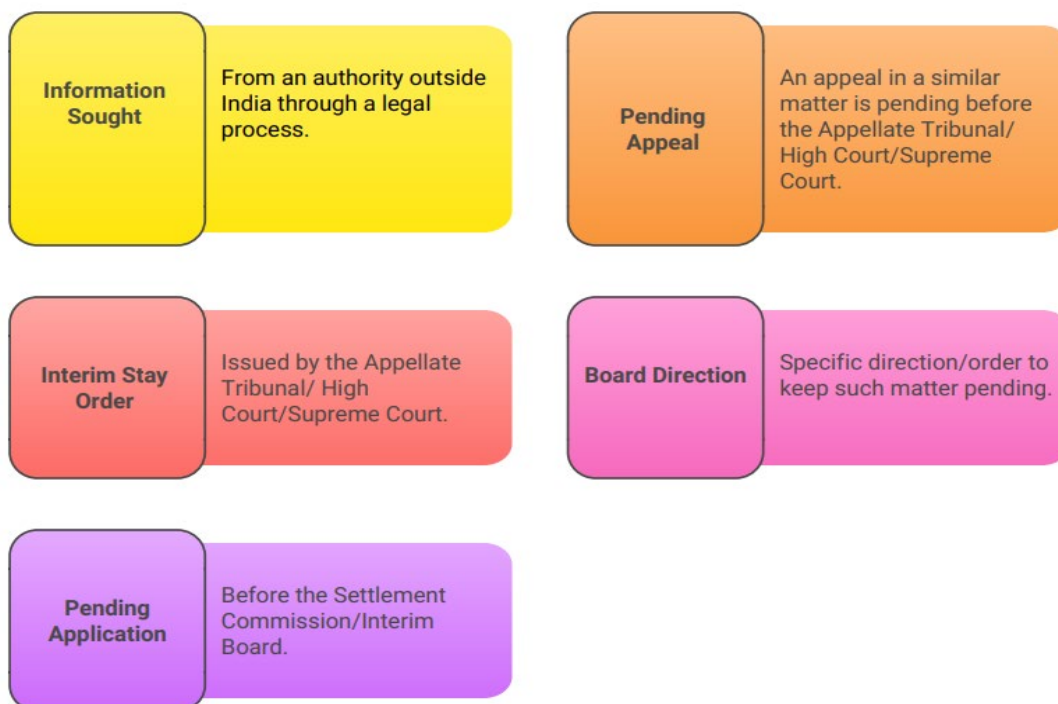 Information
Sought
From an authority outside
India through a legal
process.
Pending
Appeal
An appeal in a similar
matter is pending before
the Appellate Tribunal/
High Court/Supreme
Court.
Interim Stay
Order
Issued by the Appellate
Tribunal/ High
Court/Supreme Court.
Board Direction
Specific direction/order to
keep such matter pending.
Pending
Application
Before the Settlement
Commission/Interim
Board.